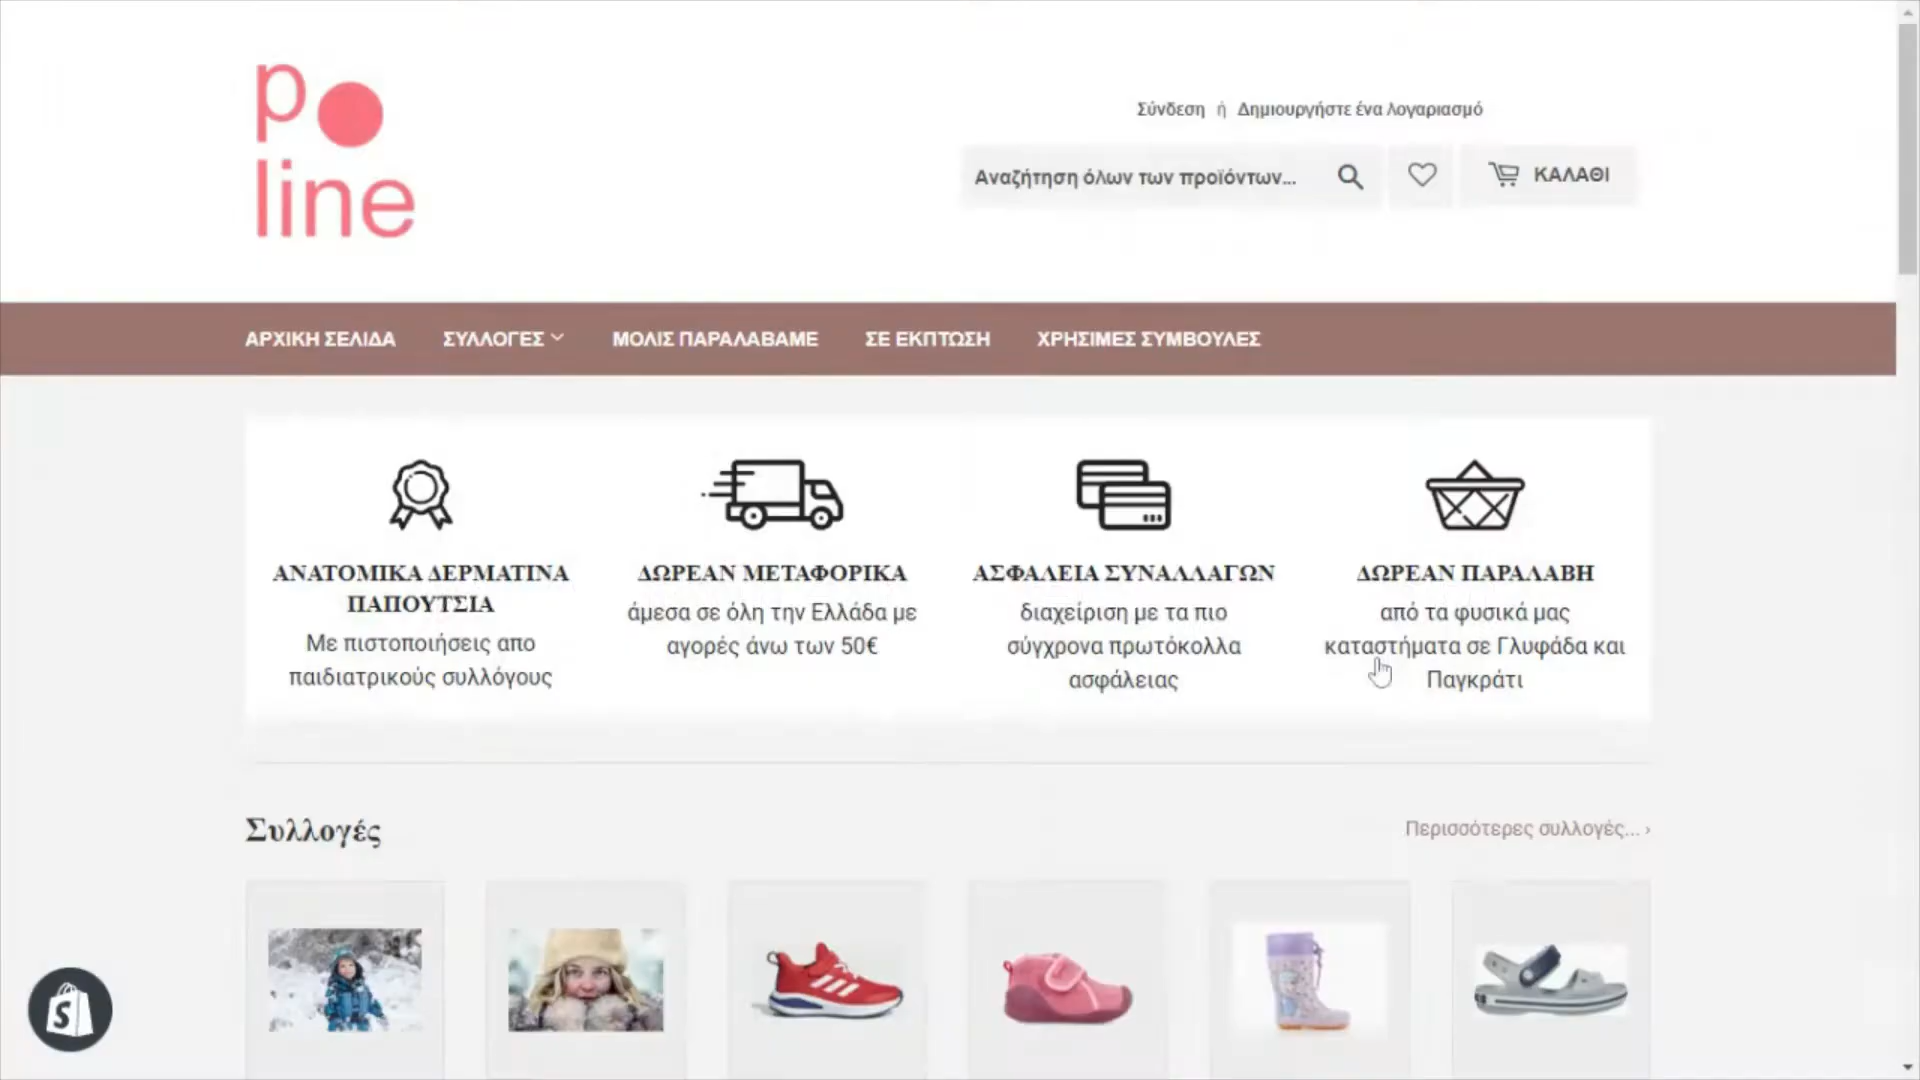 p
line
Σύνδεση ή Δημιουργήστε ένα Λογαριασμό
Αναζήτηση όλων των προϊόντων...
ΚΑΛΑΘΙ
ΑΡΧΙΚΗ ΣΕΛΙΔΑ
ΣΥΛΛΟΓΕΣ
ΜΟΛΙΣ ΠΑΡΑΛΑΒΑΜΕ
ΣΕ ΕΚΠΤΩΣΗ
ΧΡΗΣΙΜΕΣ ΣΥΜΒΟΥΛΕΣ
ΑΝΑΤΟΜΙΚΑ ΔΕΡΜΑΤΙΝΑ
ΠΑΠΟΥΤΣΙΑ
Με πιστοποιήσεις απο
παιδιατρικούς συλλόγους
ΔΩΡΕΑΝ ΜΕΤΑΦΟΡΙΚΑ
άμεσα σε όλη την Ελλάδα με
αγορές άνω των 50€
ΑΣΦΑΛΕΙΑ ΣΥΝΑΛΛΑΓΩΝ
διαχείριση με τα πιο
σύγχρονα πρωτόκολλα
ασφάλειας
ΔΩΡΕΑΝ ΠΑΡΑΛΑΒΗ
από τα φυσικά μας
καταστήματα σε Γλυφάδα και
Παγκράτι
Συλλογές
Περισσότερες συλλογές... ›
S